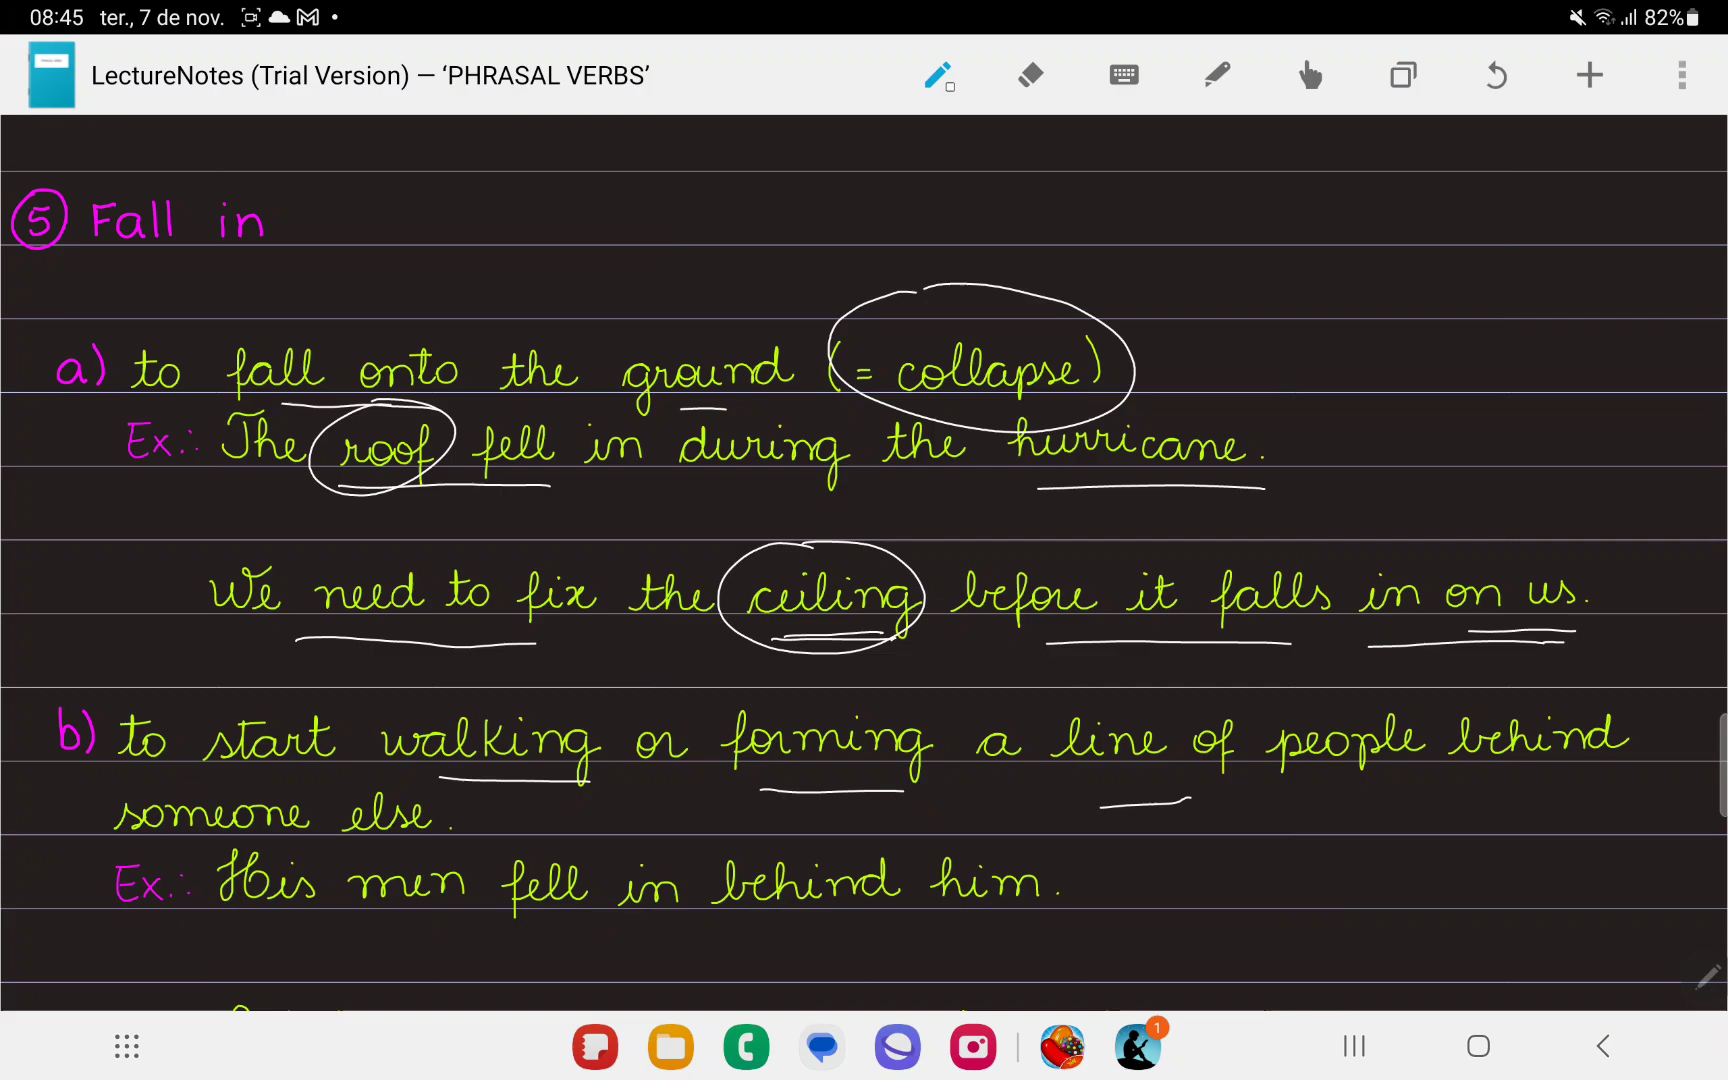 08:45 ter., 7 de nov. 82%
LectureNotes (Trial Version) — ‘PHRASAL VERBS’
5 Fall in
a) to fall onto the ground (= collapse)
Ex.: The roof fell in during the hurricane.
We need to fix the ceiling before it falls in on us.
b) to start walking or forming a line of people behind
someone else.
Ex.: His men fell in behind him.
1